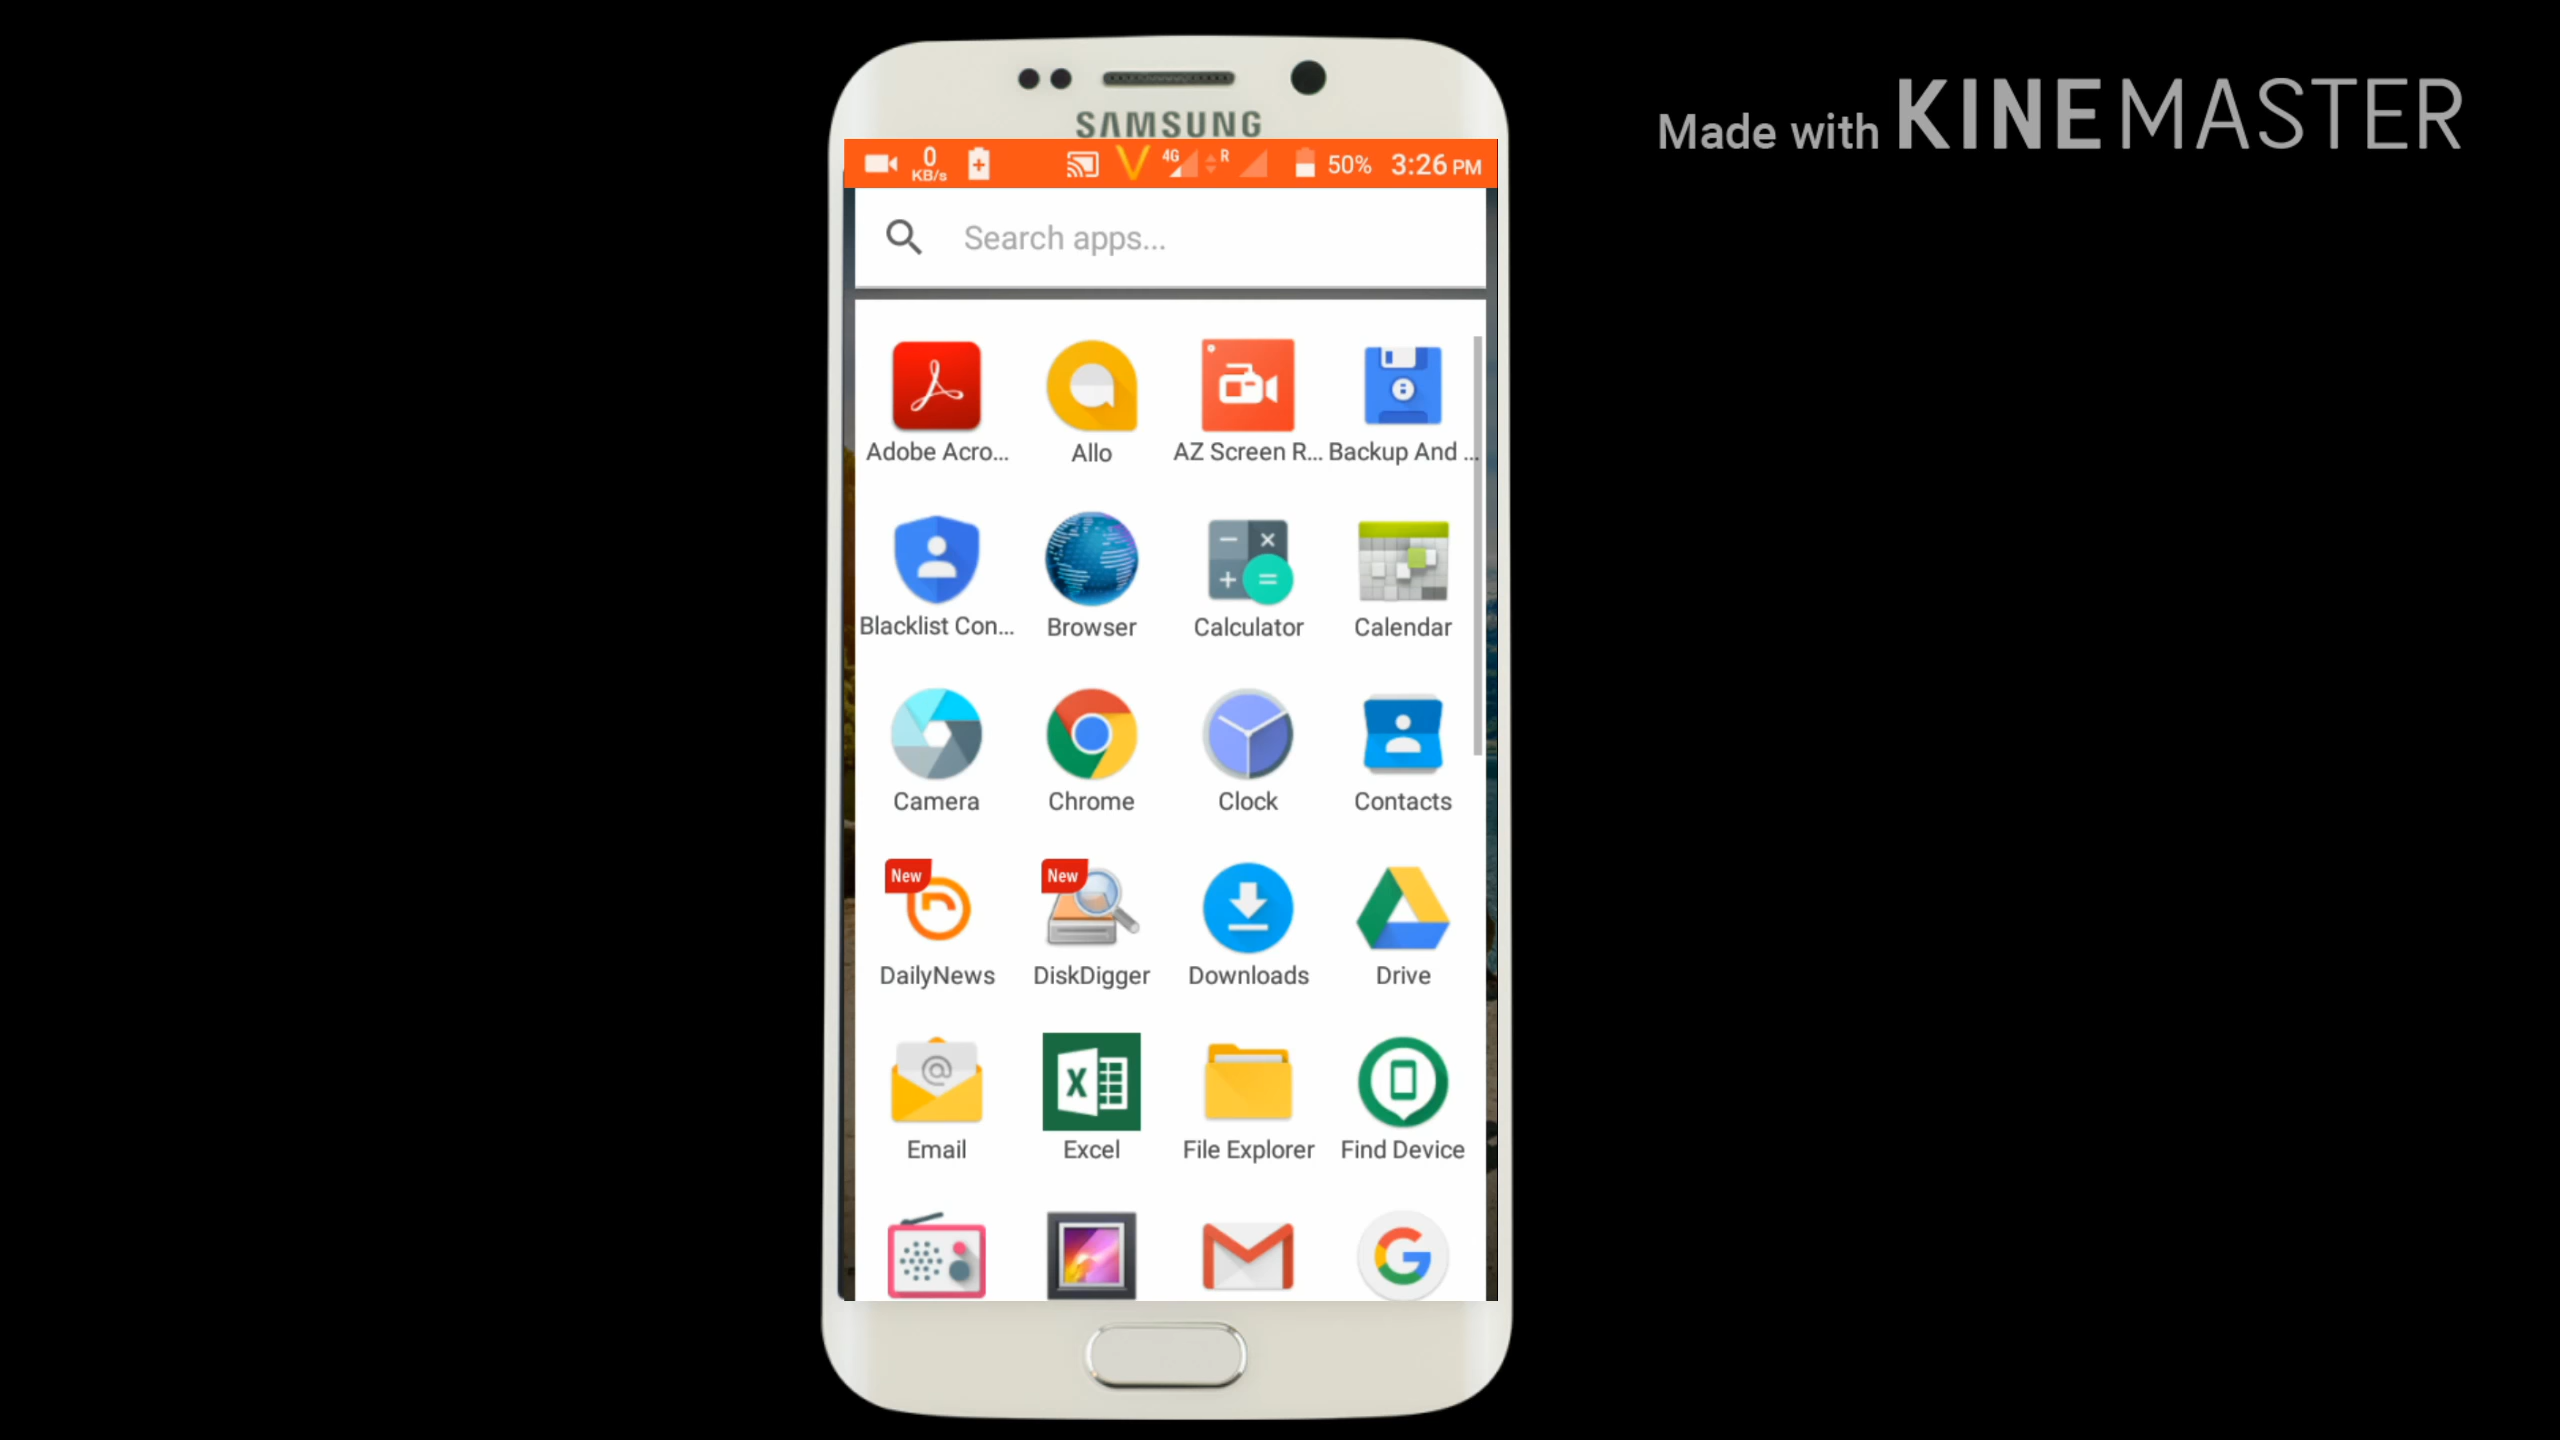 Made with KINEMASTER
SAMSUNG
0
KB/s
4G
R
50%
3:26 PM
Search apps...
Adobe Acro...
Allo
AZ Screen R...
Backup And ...
Blacklist Con...
Browser
Calculator
Calendar
Camera
Chrome
Clock
Contacts
New
New
DailyNews
DiskDigger
Downloads
Drive
Email
Excel
File Explorer
Find Device